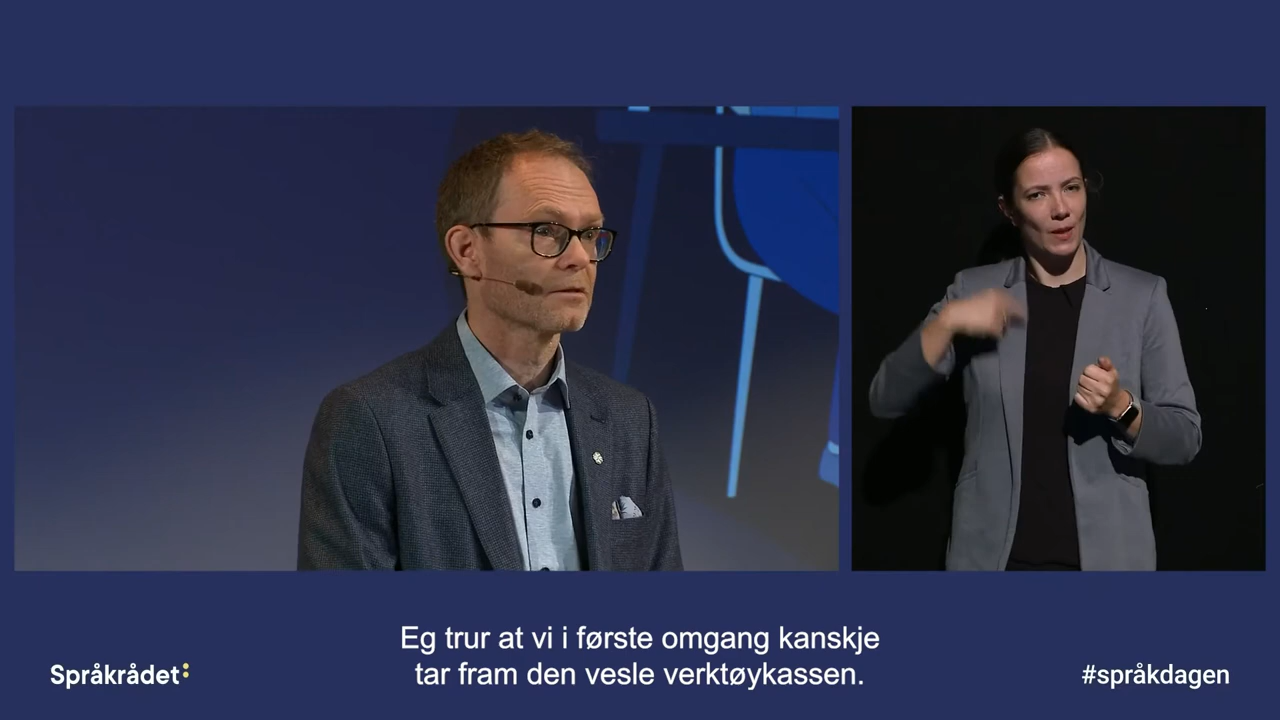 Eg trur at vi i første omgang kanskje
tar fram den vesle verktøykassen.
Språkrådet:
#språkdagen